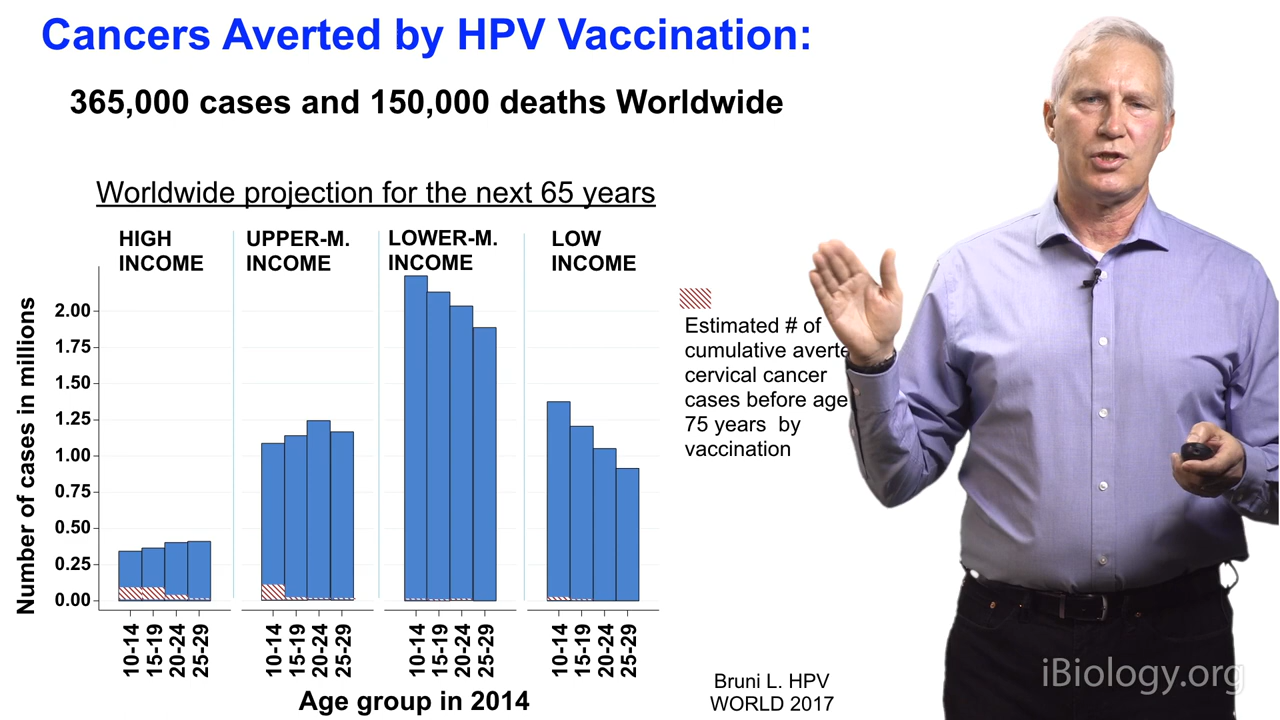 Cancers Averted by HPV Vaccination:
365,000 cases and 150,000 deaths Worldwide
Worldwide projection for the next 65 years
HIGH
INCOME
UPPER-M.
INCOME
LOWER-M.
INCOME
LOW
INCOME
Number of cases in millions
2.00
1.75
1.50
1.25
1.00
0.75
0.50
0.25
0.00
10-14
15-19
20-24
25-29
10-14
15-19
20-24
25-29
10-14
15-19
20-24
25-29
10-14
15-19
20-24
25-29
Age group in 2014
Estimated # of
cumulative averte
cervical cancer
cases before age
75 years by
vaccination
Bruni L. HPV
WORLD 2017
iBiology.org